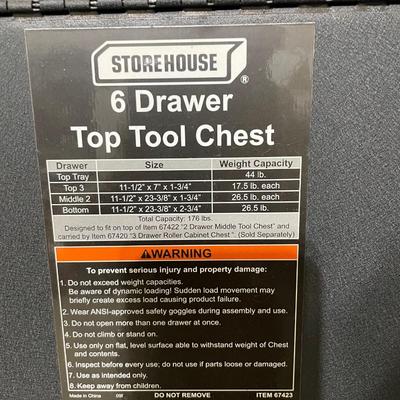 STOREHOUSE®
6 Drawer
Top Tool Chest
Drawer Size Weight Capacity
Top Tray 44 lb.
Top 3 11-1/2" x 7" x 1-3/4" 17.5 lb. each
Middle 2 11-1/2" x 23-3/8" x 1-3/4" 26.5 lb. each
Bottom 11-1/2" x 23-3/8" x 2-3/4" 26.5 lb.
Total Capacity: 176 lbs.
Designed to fit on top of Item 67422 "2 Drawer Middle Tool Chest" and
carried by Item 67420 "3 Drawer Roller Cabinet Chest". (Sold Separately)
WARNING
To prevent serious injury and property damage:
1. Do not exceed weight capacities.
Be aware of dynamic loading! Sudden load movement may
briefly create excess load causing product failure.
2. Wear ANSI-approved safety goggles during assembly and use.
3. Do not open more than one drawer at once.
4. Do not climb or stand on.
5. Use only on flat, level surface able to withstand weight of Chest
and contents.
6. Inspect before every use; do not use if parts loose or damaged.
7. Use as intended only.
8. Keep away from children.
Made in China 09f DO NOT REMOVE ITEM 67423